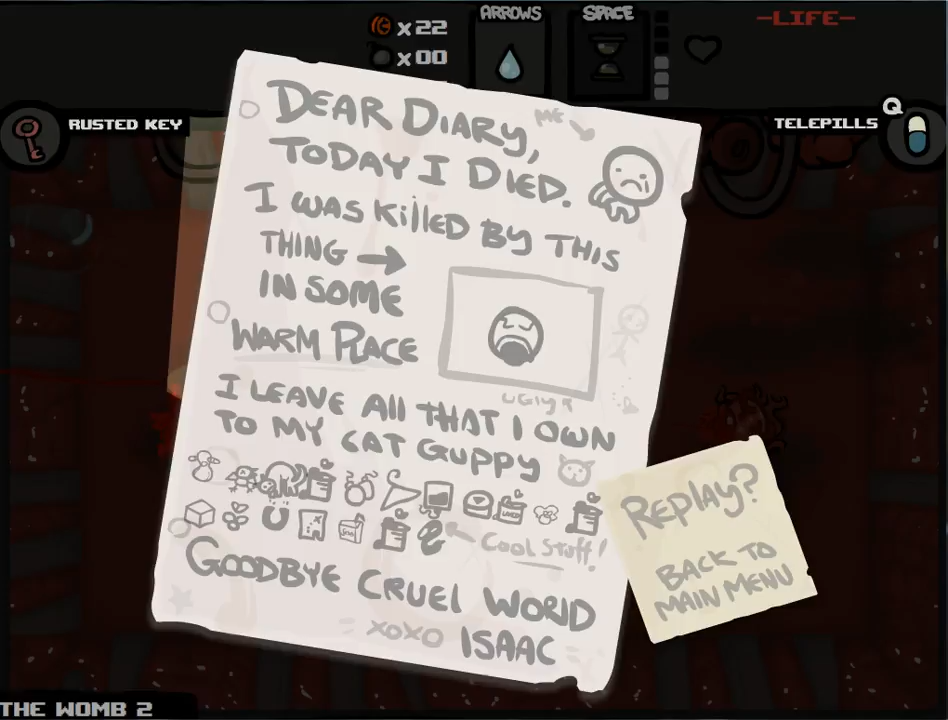 x22
x00
ARROWS
SPACE
-LIFE-
RUSTED KEY
Q
TELEPILLS
DEAR DIARY,
ME
TODAY I DIED.
I WAS KILLED BY THIS
THING →
IN SOME
WARM PLACE
UGLY
I LEAVE ALL THAT I OWN
TO MY CAT GUPPY
COOL STUFF!
GOODBYE CRUEL WORLD
XOXO ISAAC
REPLAY?
BACK TO
MAIN MENU
THE WOMB 2